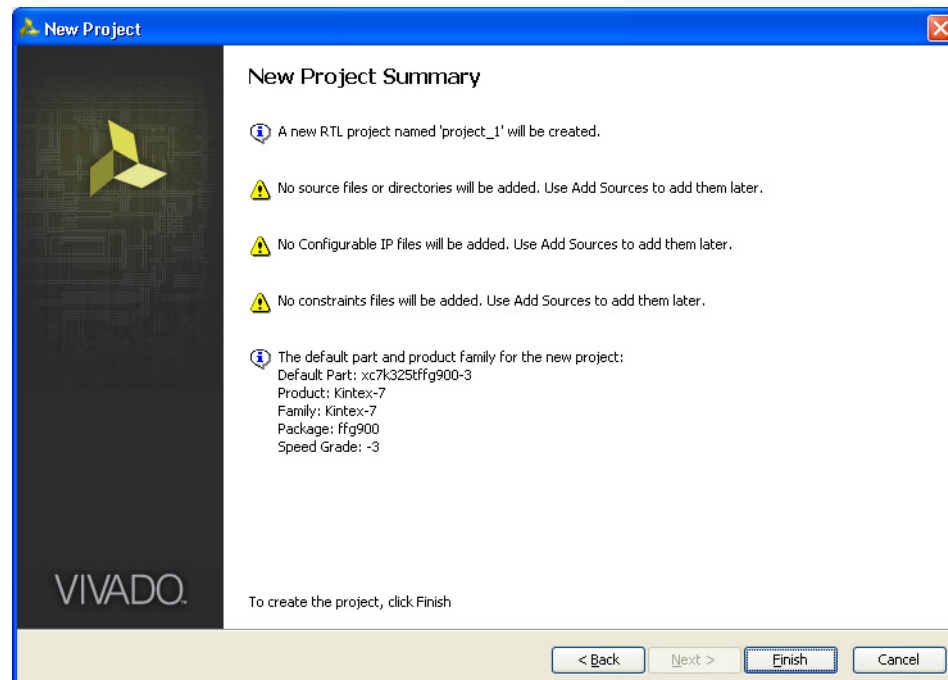 New Project
New Project Summary
A new RTL project named 'project_1' will be created.
No source files or directories will be added. Use Add Sources to add them later.
No Configurable IP files will be added. Use Add Sources to add them later.
No constraints files will be added. Use Add Sources to add them later.
The default part and product family for the new project:
Default Part: xc7k325tffg900-3
Product: Kintex-7
Family: Kintex-7
Package: ffg900
Speed Grade: -3
VIVADO
To create the project, click Finish
< Back Next > Finish Cancel